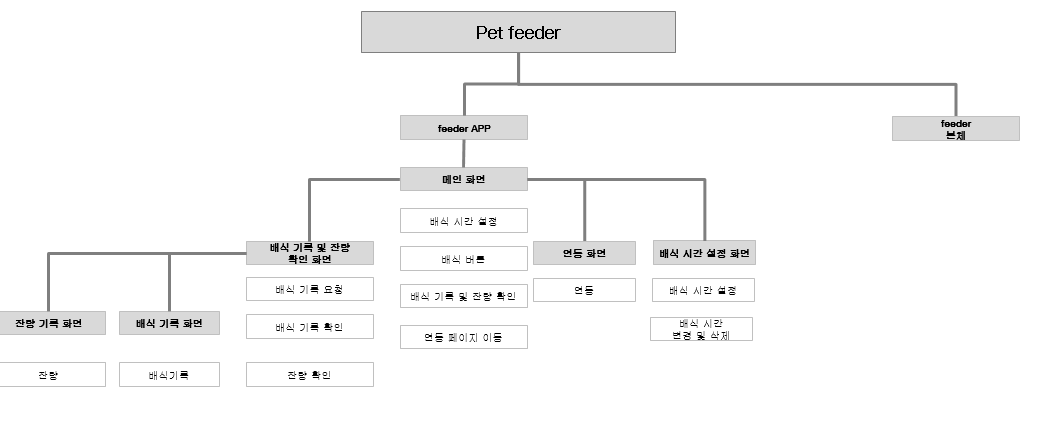 Pet feeder
feeder APP
feeder
본체
메인 화면
배식 시간 설정
배식 기록 및 잔량
확인 화면
연동 화면
배식 시간 설정 화면
배식 버튼
배식 기록 요청
연동
배식 시간 설정
배식 기록 및 잔량 확인
잔량 기록 화면
배식 기록 화면
배식 기록 확인
연동 페이지 이동
배식 시간
변경 및 삭제
잔량
배식기록
잔량 확인